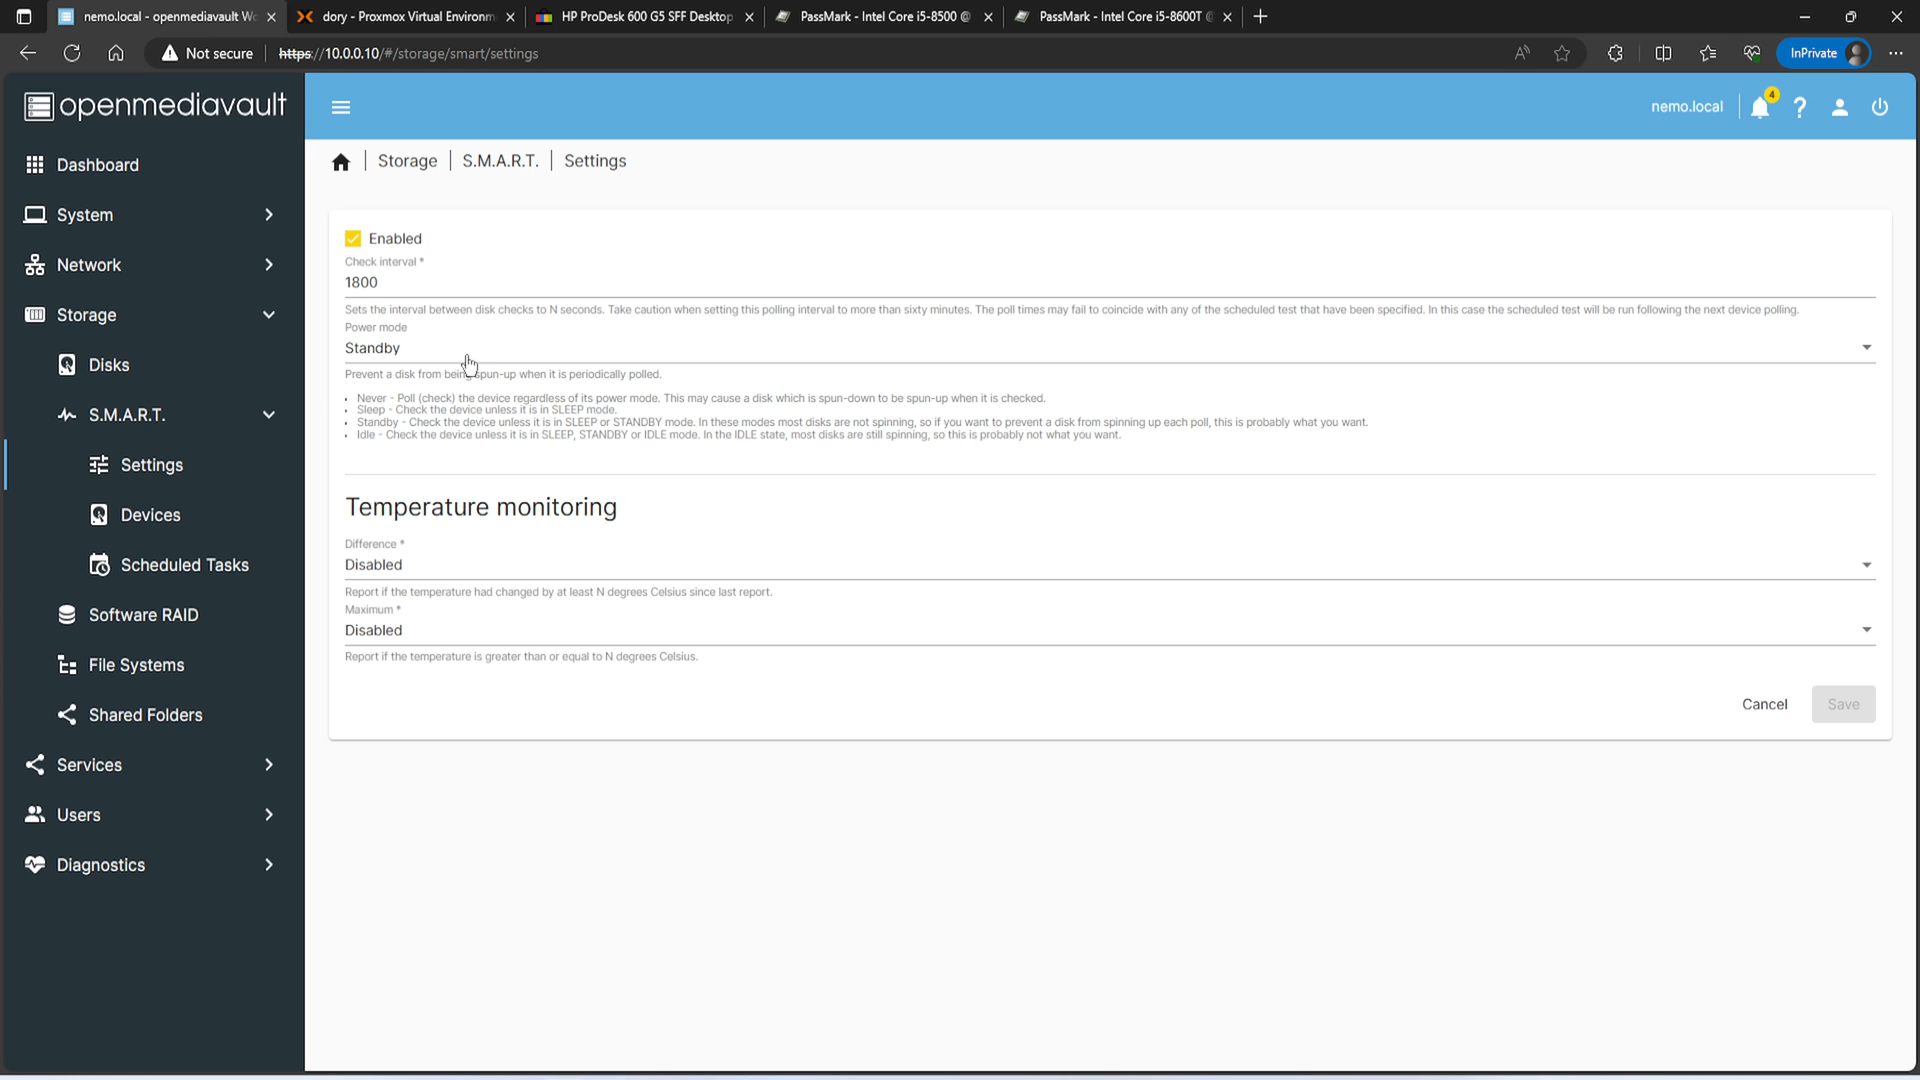 nemo.local - openmediavault Wo
dory - Proxmox Virtual Environm
HP ProDesk 600 G5 SFF Desktop
PassMark - Intel Core i5-8500 @
PassMark - Intel Core i5-8600T @
Not secure
https://10.0.0.10/#/storage/smart/settings
InPrivate
openmediavault
nemo.local
4
Dashboard
System
Network
Storage
Disks
S.M.A.R.T.
Settings
Devices
Scheduled Tasks
Software RAID
File Systems
Shared Folders
Services
Users
Diagnostics
Storage | S.M.A.R.T. | Settings
Enabled
Check interval *
1800
Sets the interval between disk checks to N seconds. Take caution when setting this polling interval to more than sixty minutes. The poll times may fail to coincide with any of the scheduled test that have been specified. In this case the scheduled test will be run following the next device polling.
Power mode
Standby
Prevent a disk from being spun-up when it is periodically polled.
• Never - Poll (check) the device regardless of its power mode. This may cause a disk which is spun-down to be spun-up when it is checked.
• Sleep - Check the device unless it is in SLEEP mode.
• Standby - Check the device unless it is in SLEEP or STANDBY mode. In these modes most disks are not spinning, so if you want to prevent a disk from spinning up each poll, this is probably what you want.
• Idle - Check the device unless it is in SLEEP, STANDBY or IDLE mode. In the IDLE state, most disks are still spinning, so this is probably not what you want.
Temperature monitoring
Difference *
Disabled
Report if the temperature had changed by at least N degrees Celsius since last report.
Maximum *
Disabled
Report if the temperature is greater than or equal to N degrees Celsius.
Cancel
Save